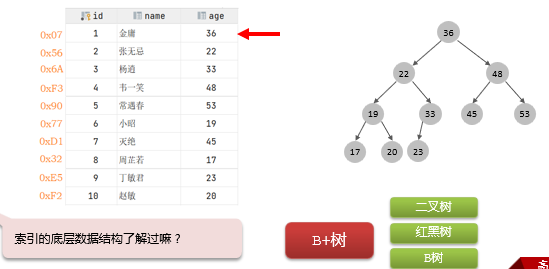 id name age
0x07 1 金庸 36
0x56 2 张无忌 22
0x6A 3 杨逍 33
0xF3 4 韦一笑 48
0x90 5 常遇春 53
0x77 6 小昭 19
0xD1 7 灭绝 45
0x32 8 周芷若 17
0xE5 9 丁敏君 23
0xF2 10 赵敏 20
36
22 48
19 33 45 53
17 20 23
索引的底层数据结构了解过嘛？
B+树
二叉树
红黑树
B树